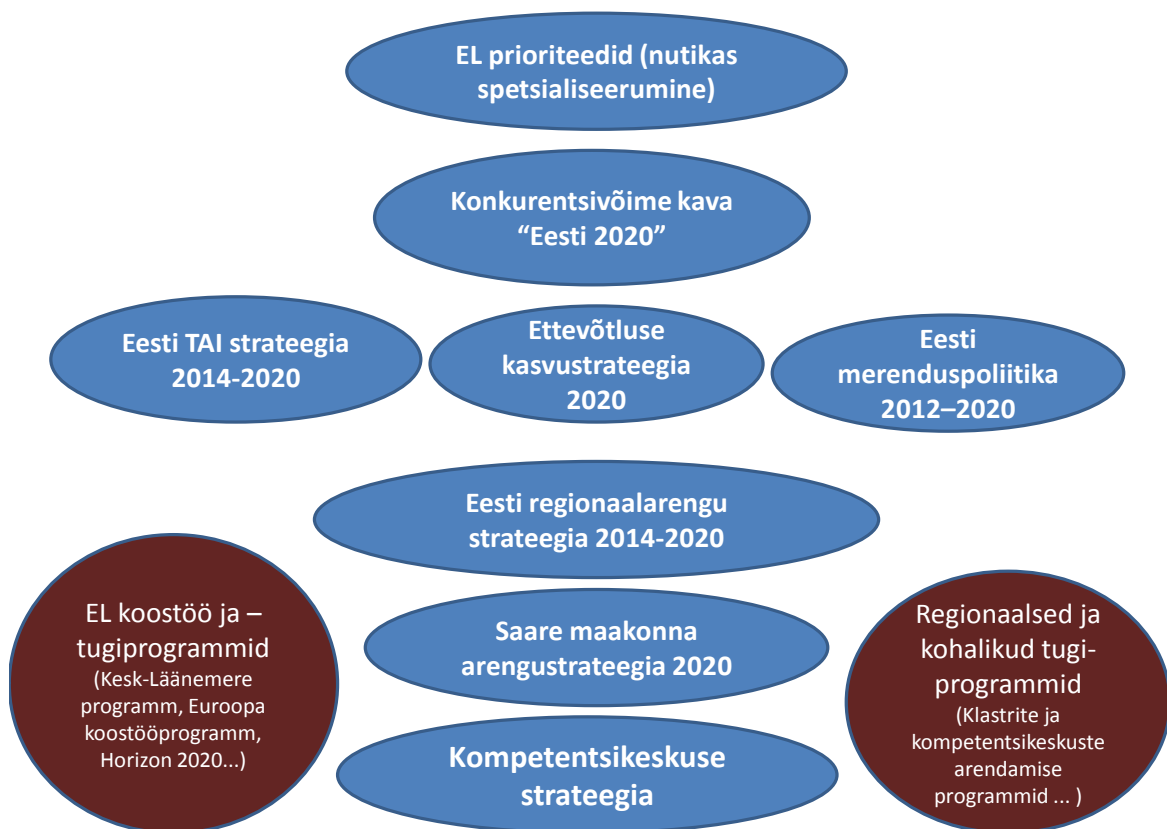 EL prioriteedid (nutikas
spetsialiseerumine)
Konkurentsivõime kava
“Eesti 2020”
Eesti TAI strateegia
2014-2020
Ettevõtluse
kasvustrateegia
2020
Eesti
merenduspoliitika
2012–2020
Eesti regionaalarengu
strateegia 2014-2020
EL koostöö ja –
tugiprogrammid
(Kesk-Läänemere
programm, Euroopa
koostööprogramm,
Horizon 2020...)
Saare maakonna
arengustrateegia 2020
Regionaalsed ja
kohalikud tugi-
programmid
(Klastrite ja
kompetentsikeskuste
arendamise
programmid ... )
Kompetentsikeskuse
strateegia